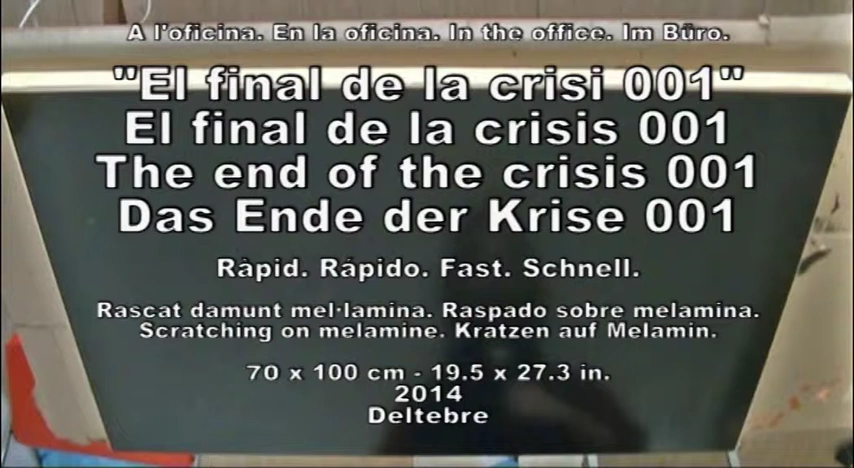 A l'oficina. En la oficina. In the office. Im Büro.
"El final de la crisi 001"
El final de la crisis 001
The end of the crisis 001
Das Ende der Krise 001
Ràpid. Rápido. Fast. Schnell.
Rascat damunt mel·lamina. Raspado sobre melamina.
Scratching on melamine. Kratzen auf Melamin.
70 x 100 cm - 19.5 x 27.3 in.
2014
Deltebre